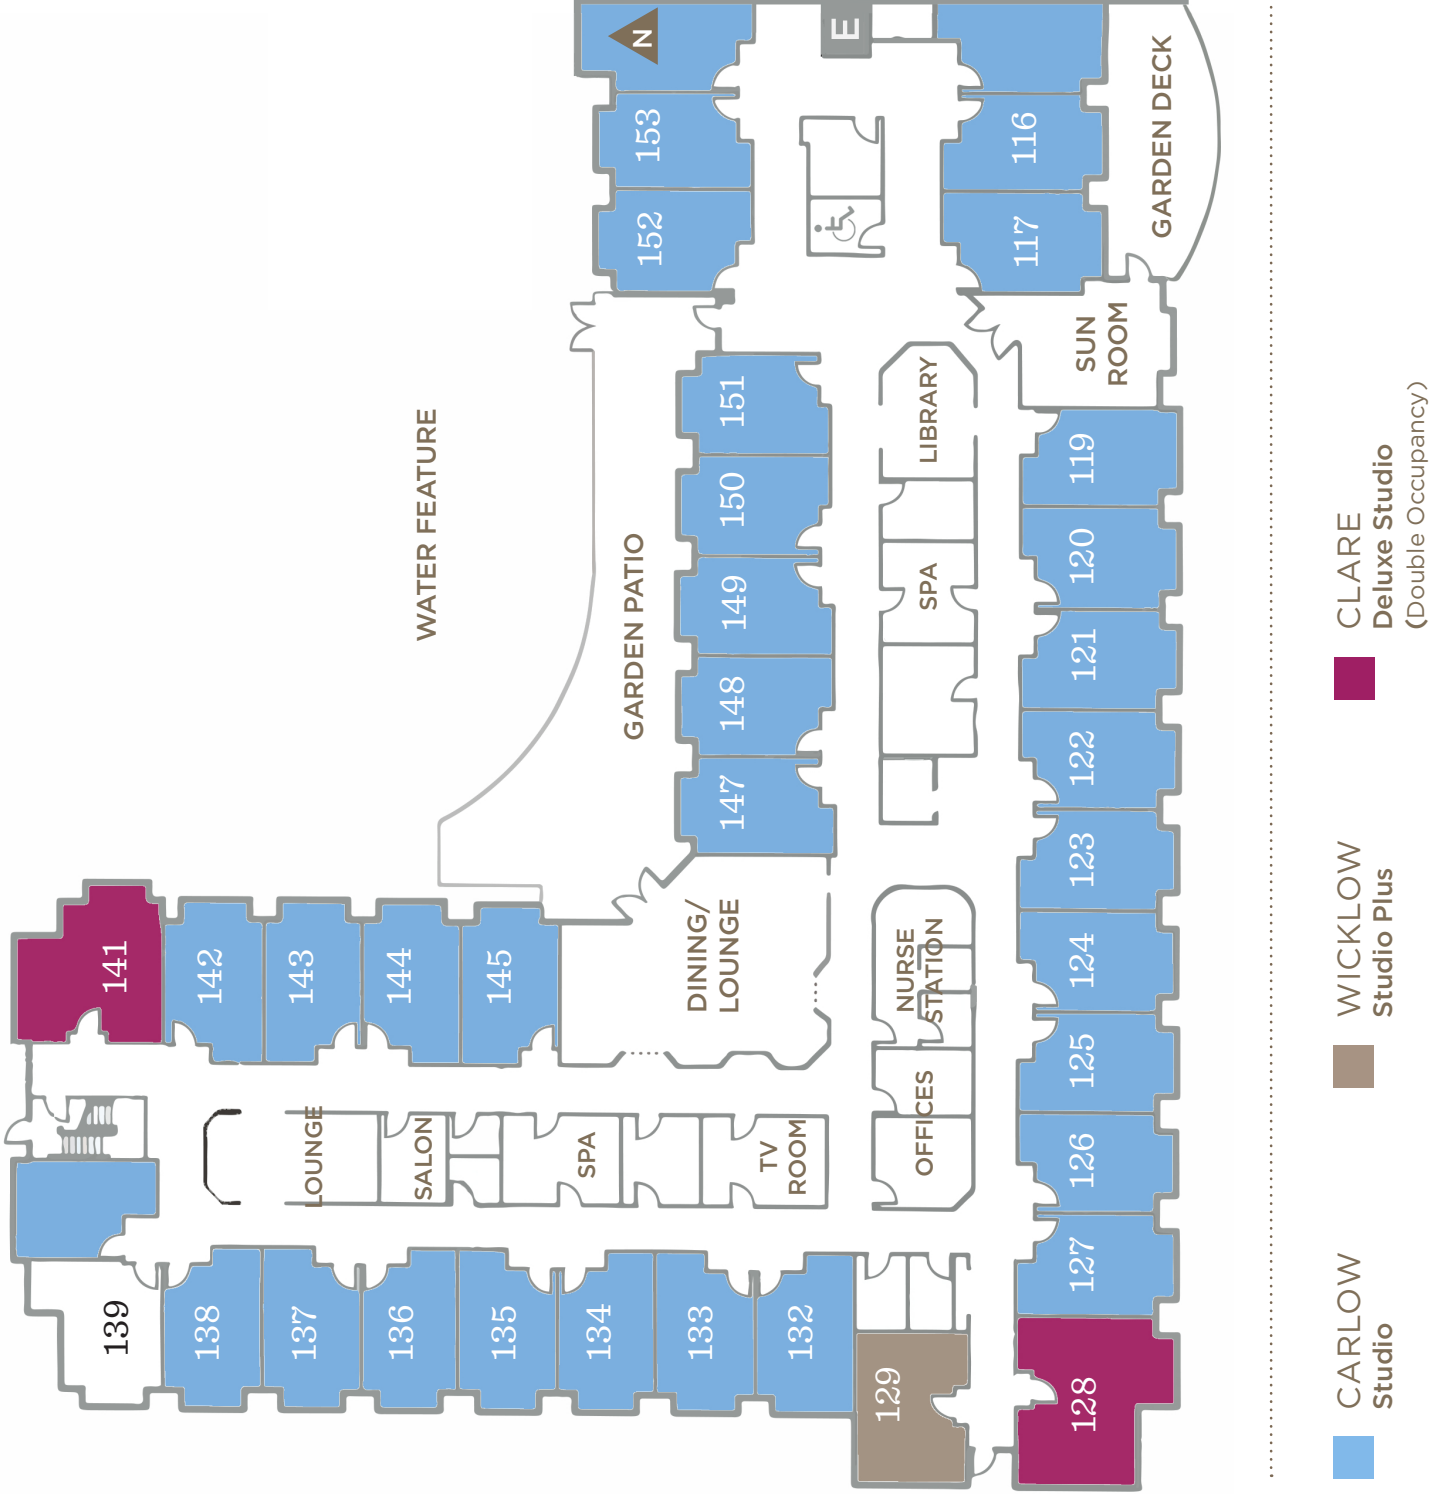 N
E
153
116
GARDEN DECK
152
117
SUN
ROOM
151
LIBRARY
119
WATER FEATURE
150
120
GARDEN PATIO
149
SPA
121
148
122
147
123
141
142
143
144
145
DINING/
LOUNGE
NURSE
STATION
124
125
LOUNGE
SALON
SPA
TV
ROOM
OFFICES
126
127
139
138
137
136
135
134
133
132
129
128
CARLOW
Studio
WICKLOW
Studio Plus
CLARE
Deluxe Studio
(Double Occupancy)